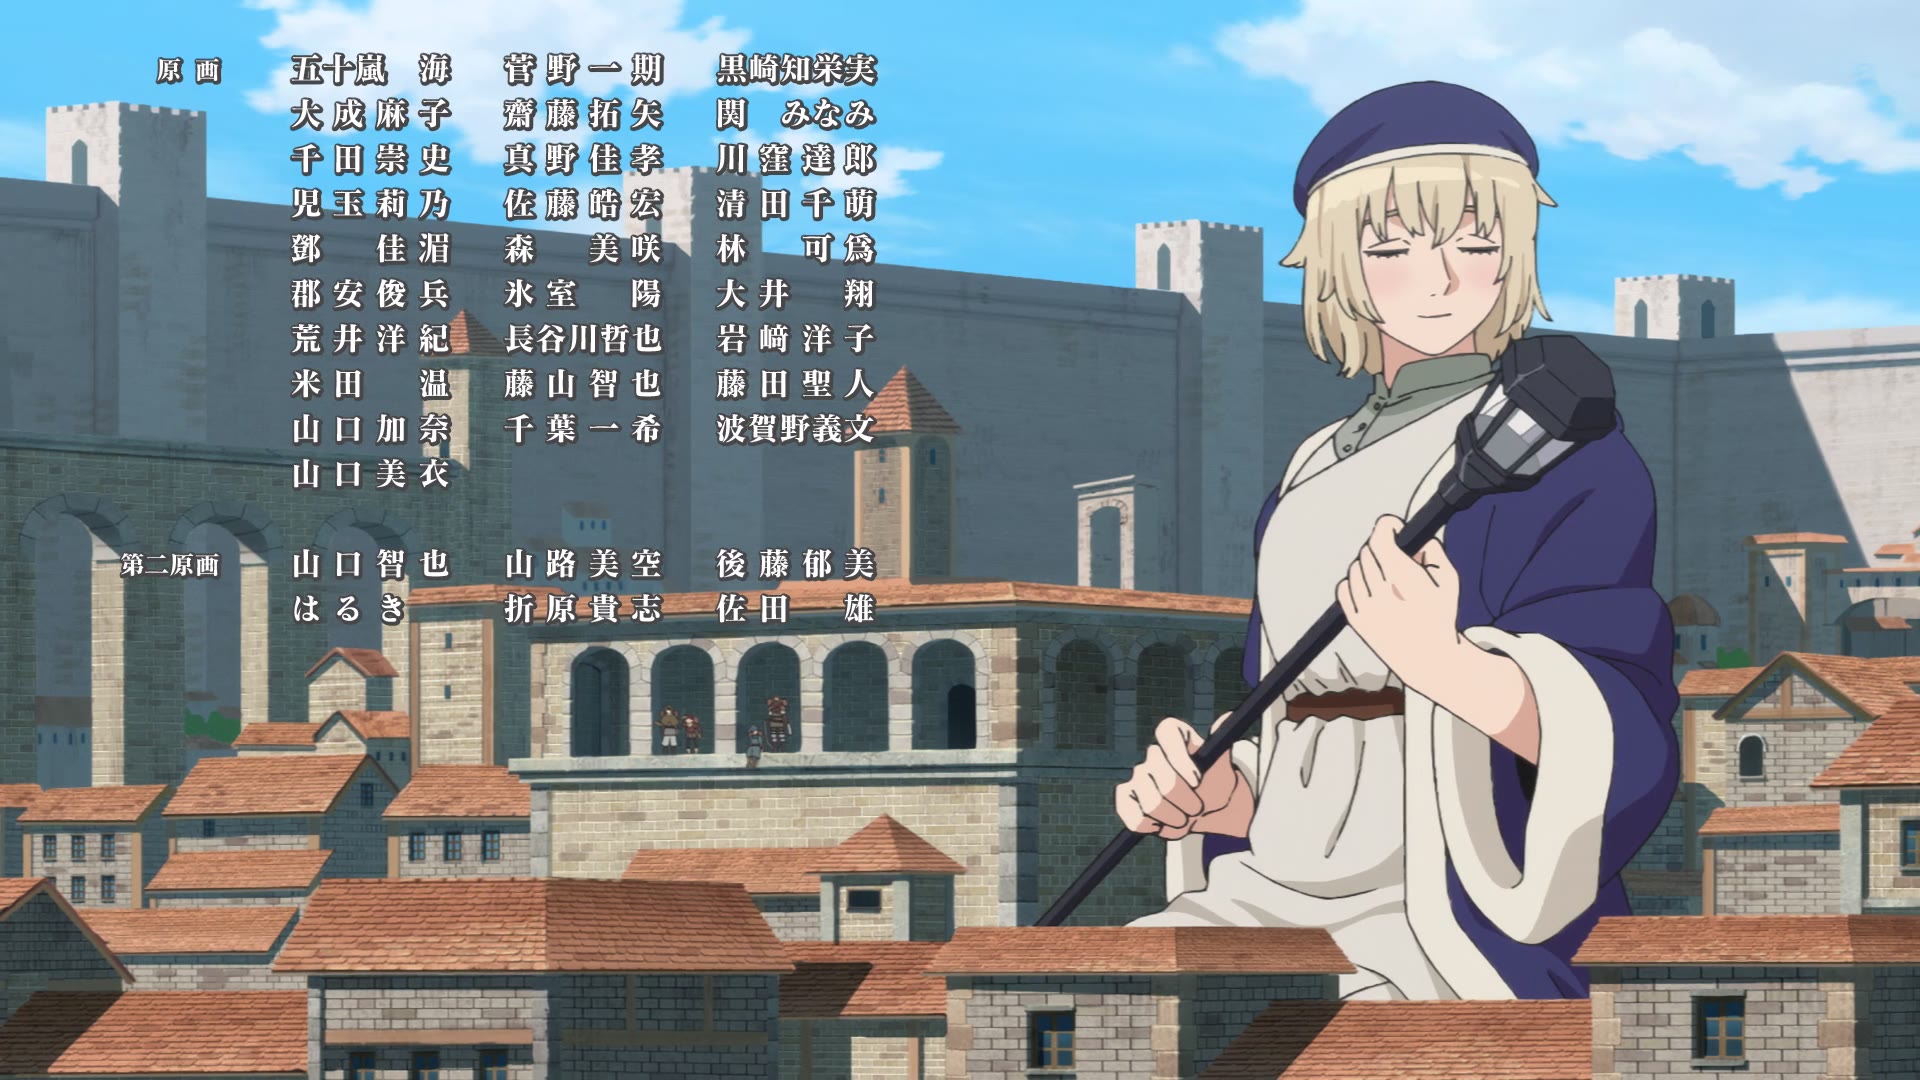 原画 五十嵐 海 菅野一期 黒崎知栄実
大成麻子 齋藤拓矢 関 みなみ
千田崇史 真野佳孝 川窪達郎
児玉莉乃 佐藤皓宏 清田千萌
鄧 佳湄 森 美咲 林 可爲
郡安俊兵 氷室 陽 大井 翔
荒井洋紀 長谷川哲也 岩﨑洋子
米田 温 藤山智也 藤田聖人
山口加奈 千葉一希 波賀野義文
山口美衣
第二原画 山口智也 山路美空 後藤郁美
はるき 折原貴志 佐田 雄